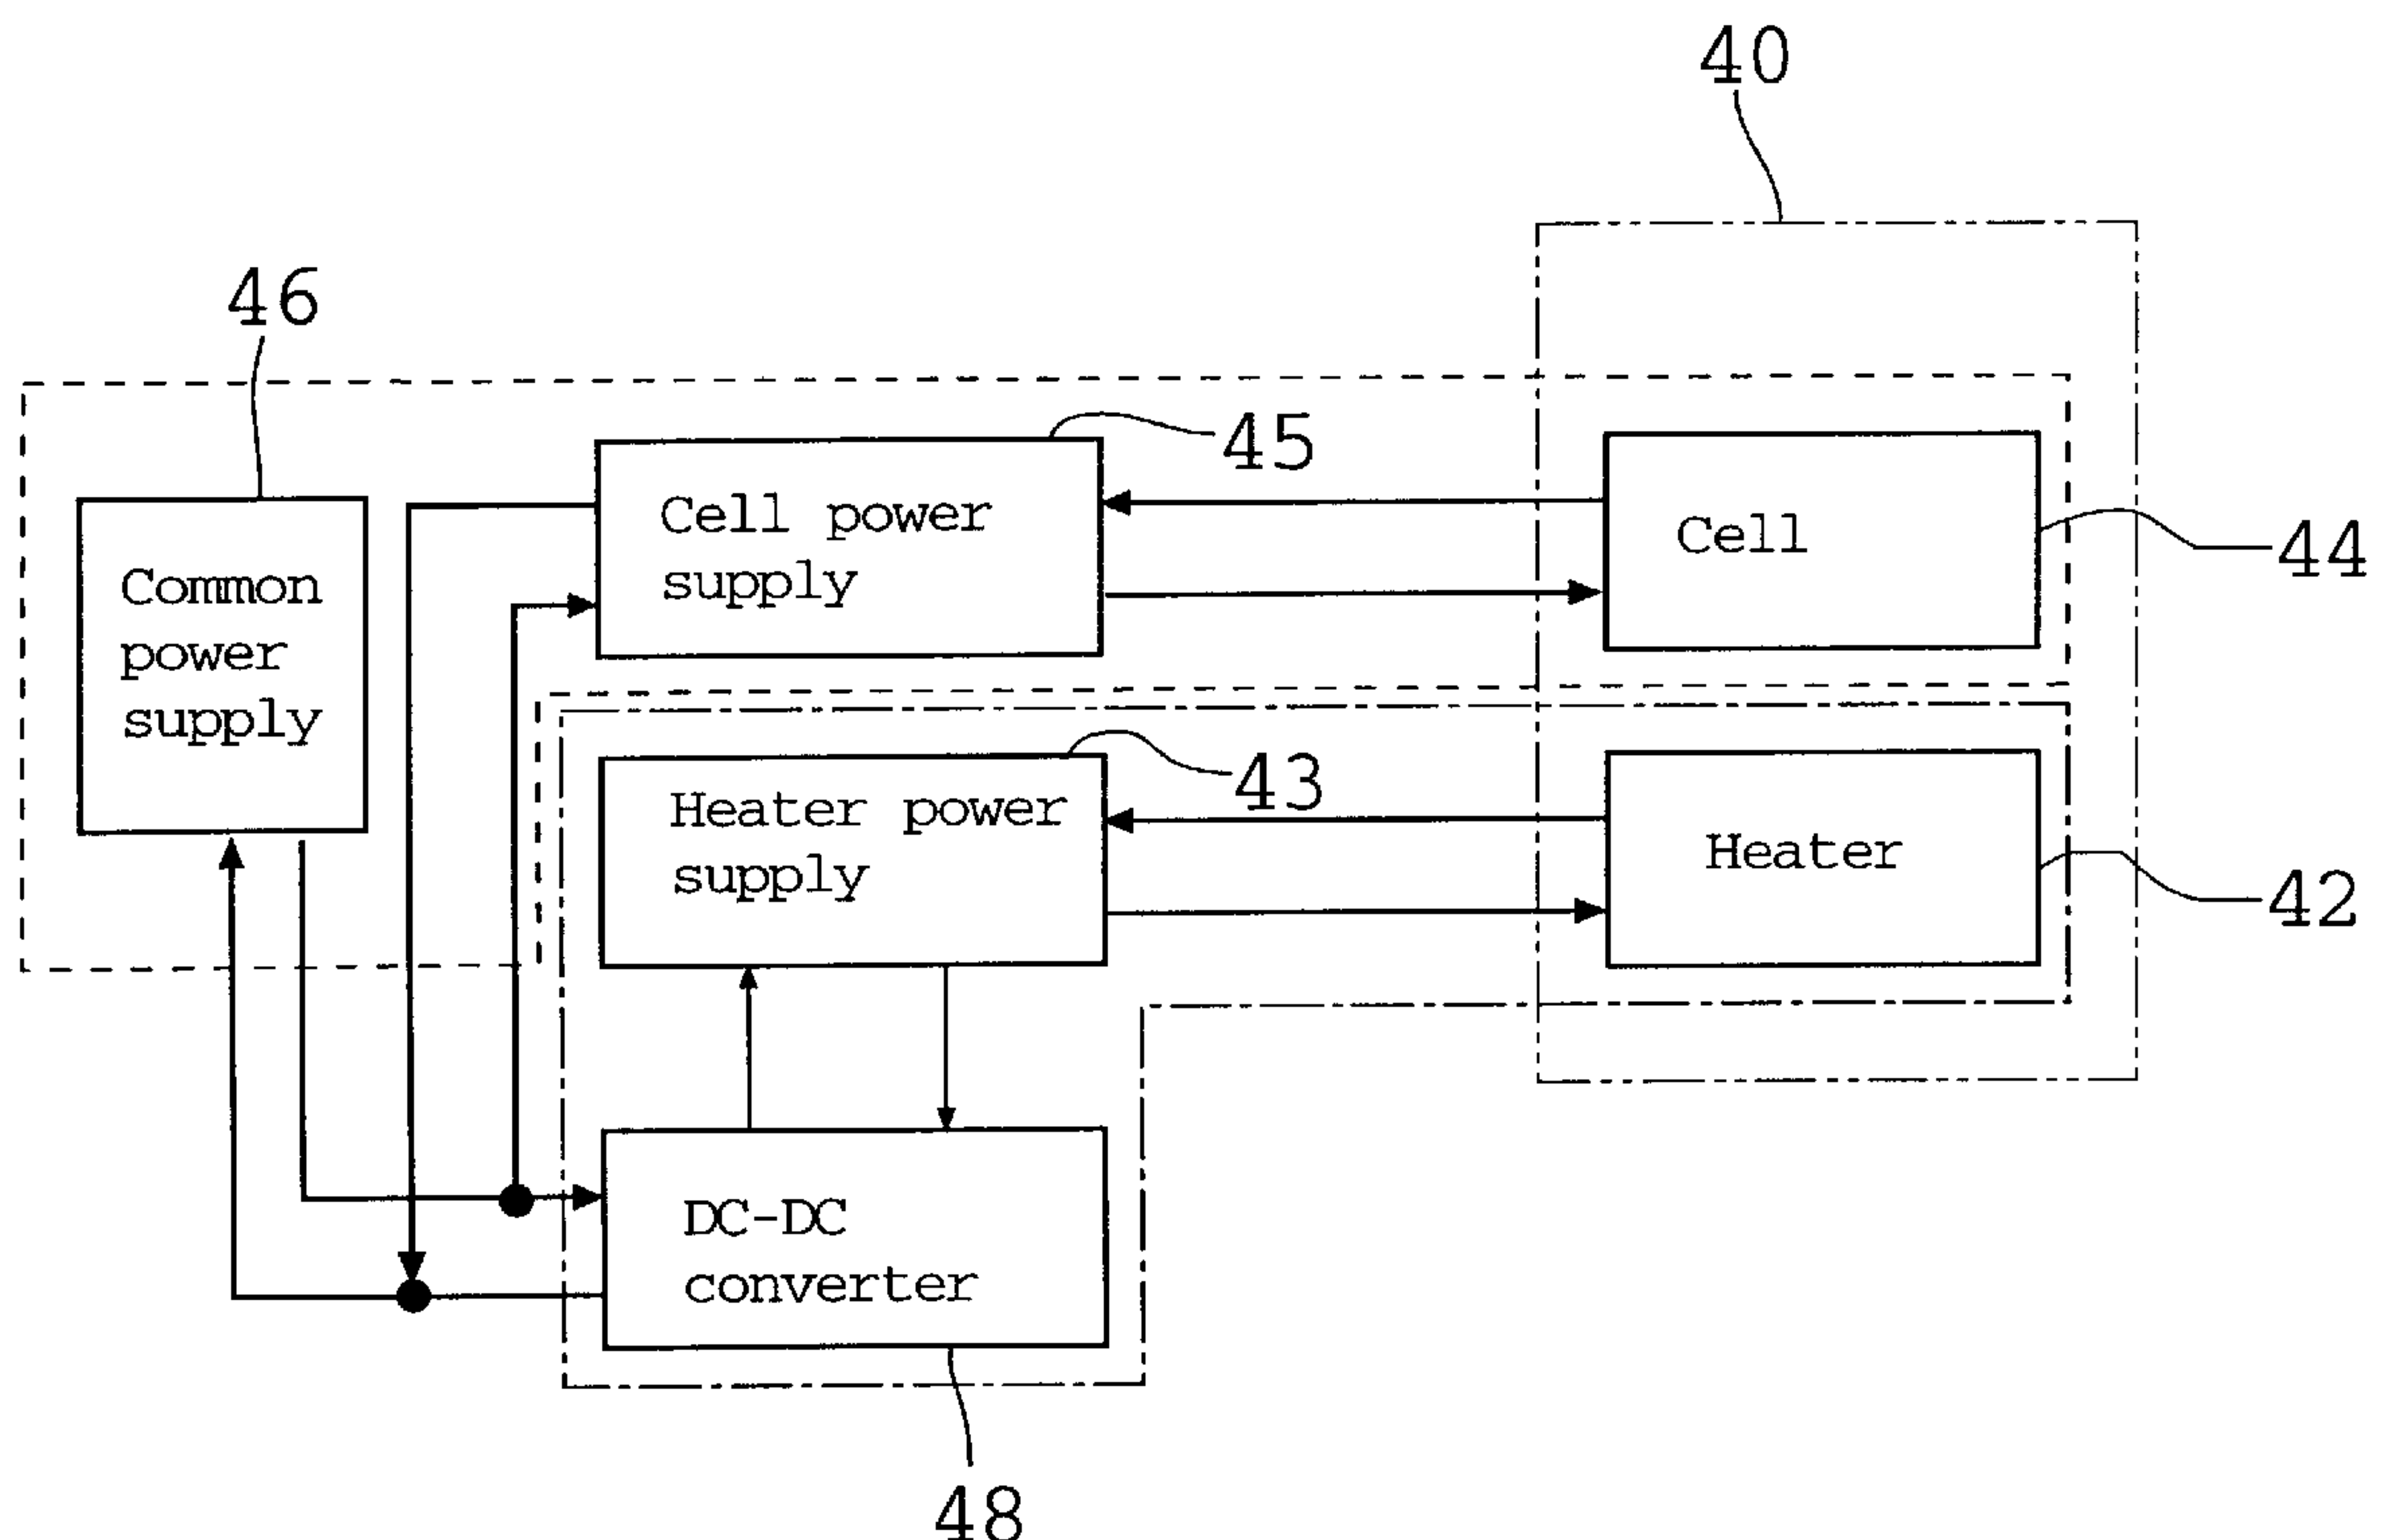 40
46
45
Cell power
supply
Cell
44
Common
power
supply
43
Heater power
supply
Heater
42
DC-DC
converter
48